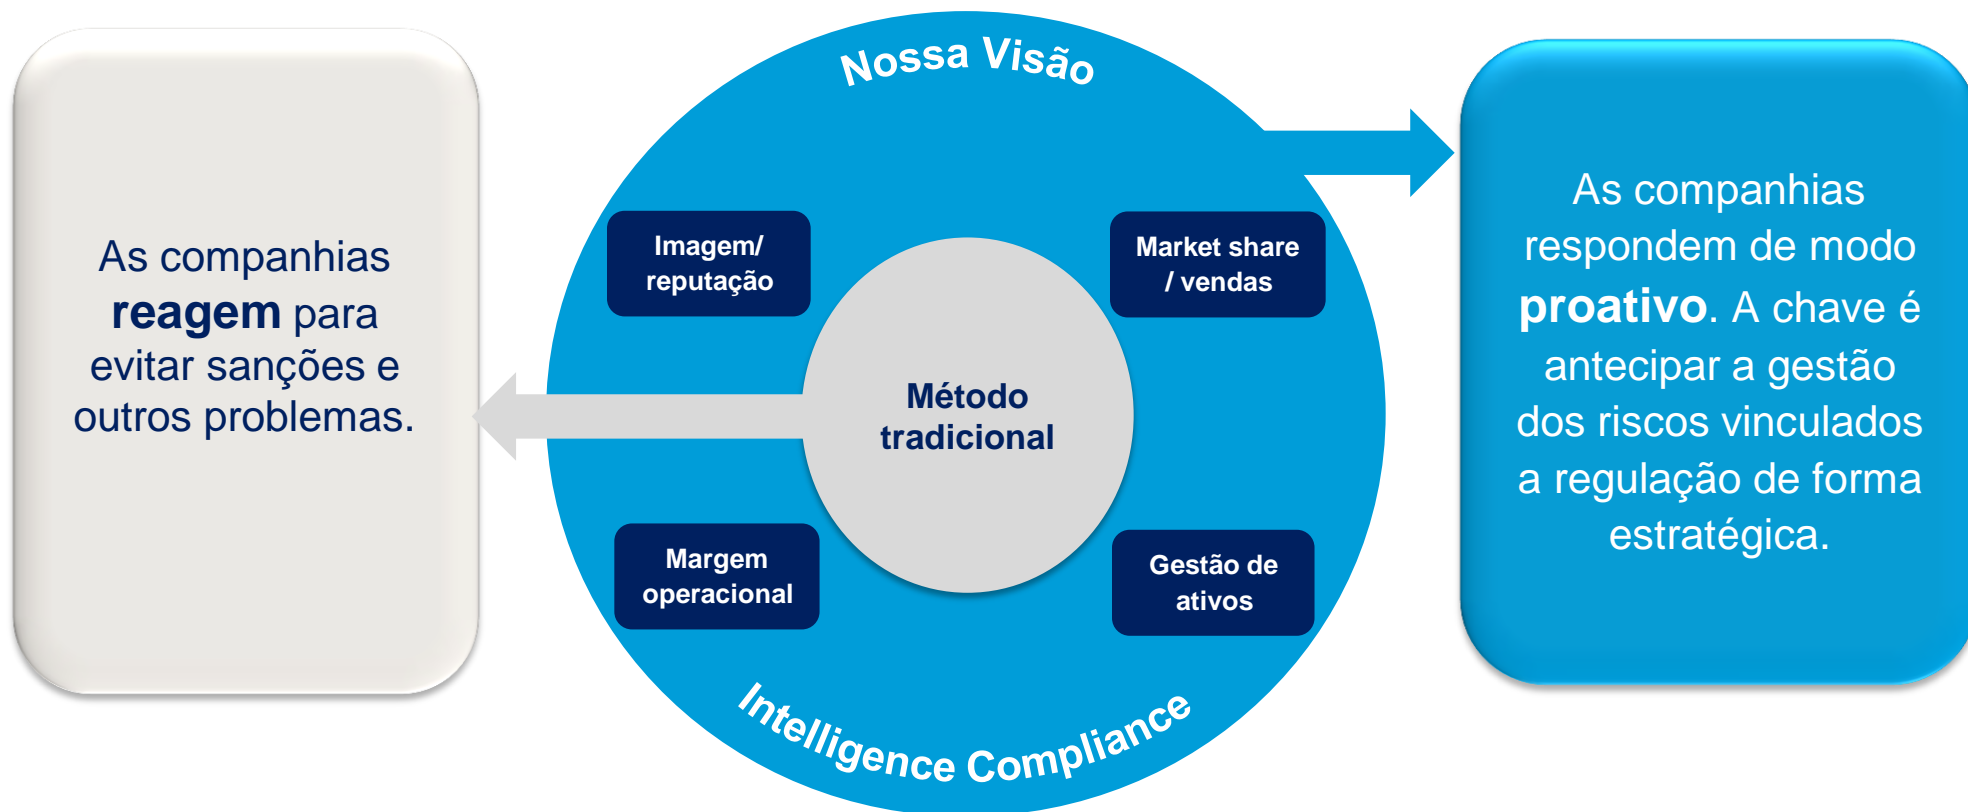 As companhias
reagem para
evitar sanções e
outros problemas.
Nossa Visão
Imagem/
reputação
Market share
/ vendas
Método
tradicional
Margem
operacional
Gestão de
ativos
Intelligence Compliance
As companhias
respondem de modo
proativo. A chave é
antecipar a gestão
dos riscos vinculados
a regulação de forma
estratégica.